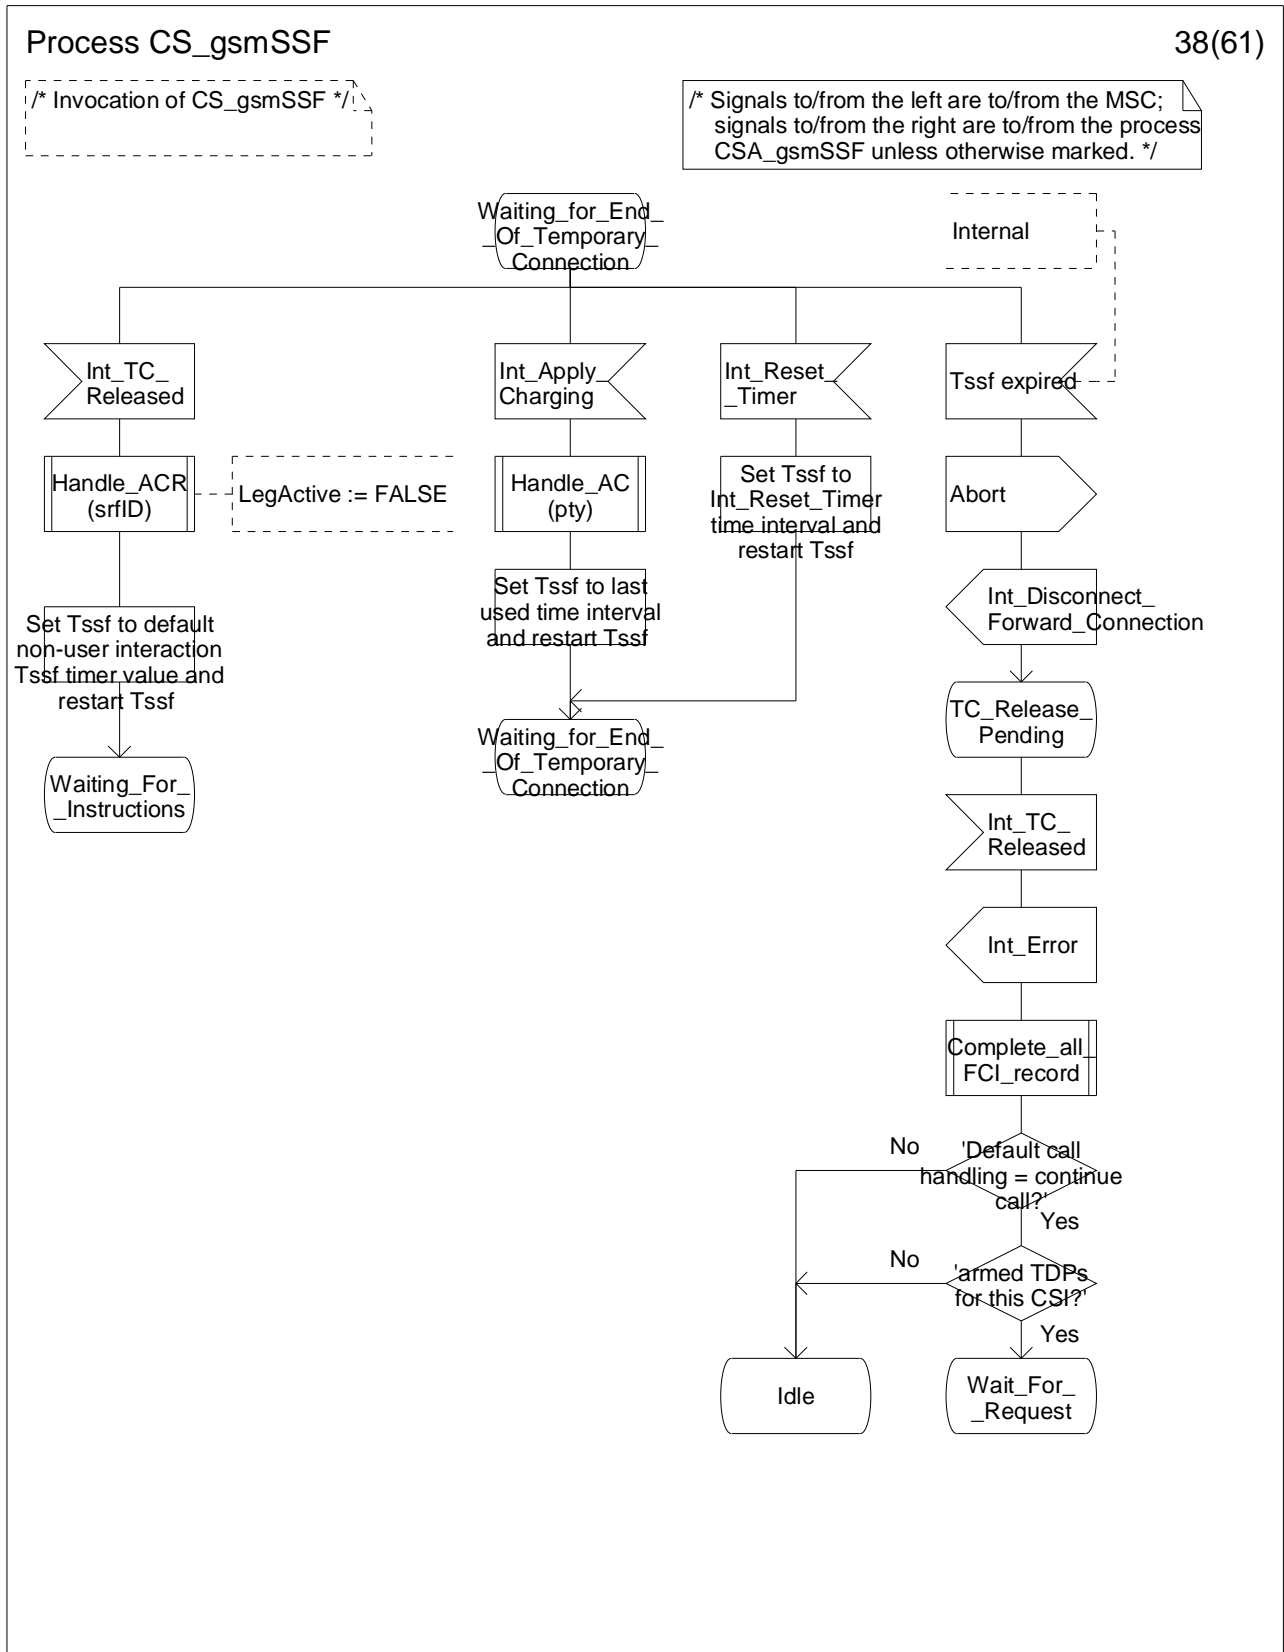 Process CS_gsmSSF
38(61)
/* Invocation of CS_gsmSSF */
/* Signals to/from the left are to/from the MSC;
signals to/from the right are to/from the process
CSA_gsmSSF unless otherwise marked. */
Waiting_for_End_
_Of_Temporary_
Connection
Internal
Int_TC_
Released
Int_Apply_
Charging
Int_Reset_
_Timer
Tssf expired
Handle_ACR
(srfID)
LegActive := FALSE
Handle_AC
(pty)
Set Tssf to
Int_Reset_Timer
time interval and
restart Tssf
Abort
Set Tssf to default
non-user interaction
Tssf timer value and
restart Tssf
Set Tssf to last
used time interval
and restart Tssf
Int_Disconnect_
Forward_Connection
TC_Release_
Pending
Waiting_For_
_Instructions
Waiting_for_End_
_Of_Temporary_
Connection
Int_TC_
Released
Int_Error
Complete_all_
FCI_record
No
'Default call
handling = continue
call?'
Yes
No
'armed TDPs
for this CSI?'
Yes
Idle
Wait_For_
_Request